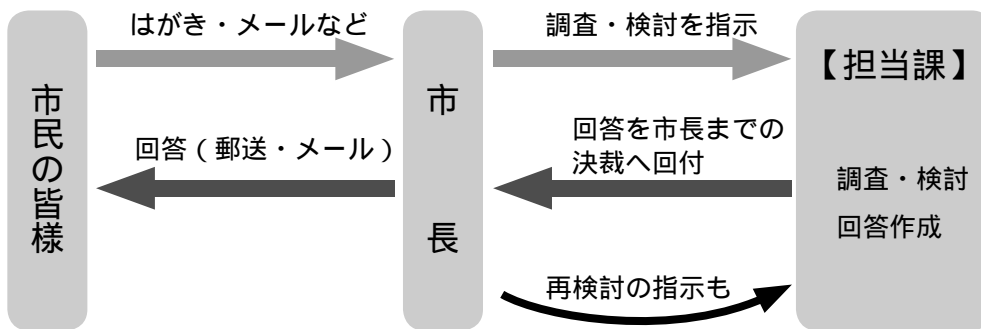 はがき・メールなど
調査・検討を指示
市民の皆様
市長
【担当課】
回答(郵送・メール)
回答を市長までの
決裁へ回付
調査・検討
回答作成
再検討の指示も